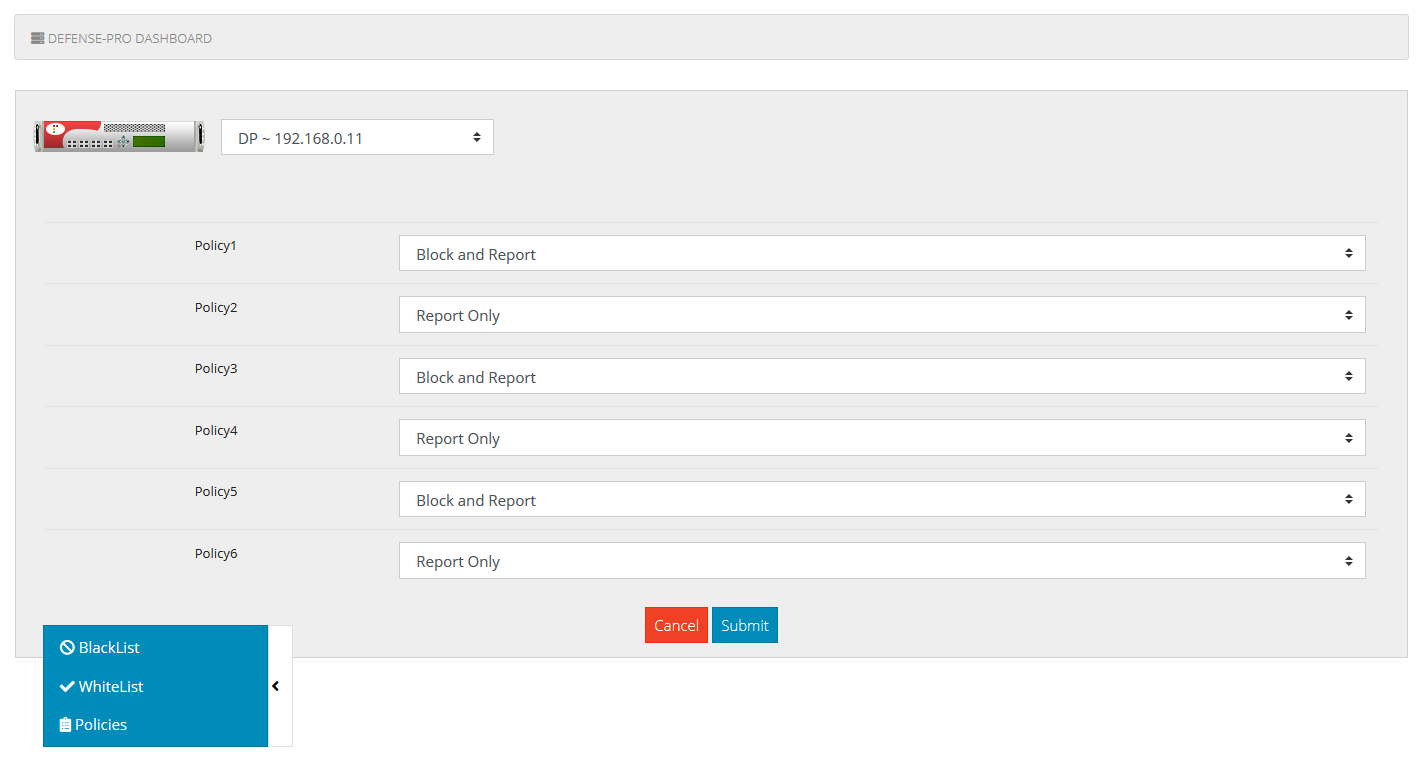 DEFENSE-PRO DASHBOARD
DP ~ 192.168.0.11
Policy1
Block and Report
Policy2
Report Only
Policy3
Block and Report
Policy4
Report Only
Policy5
Block and Report
Policy6
Report Only
Cancel Submit
BlackList
WhiteList
Policies